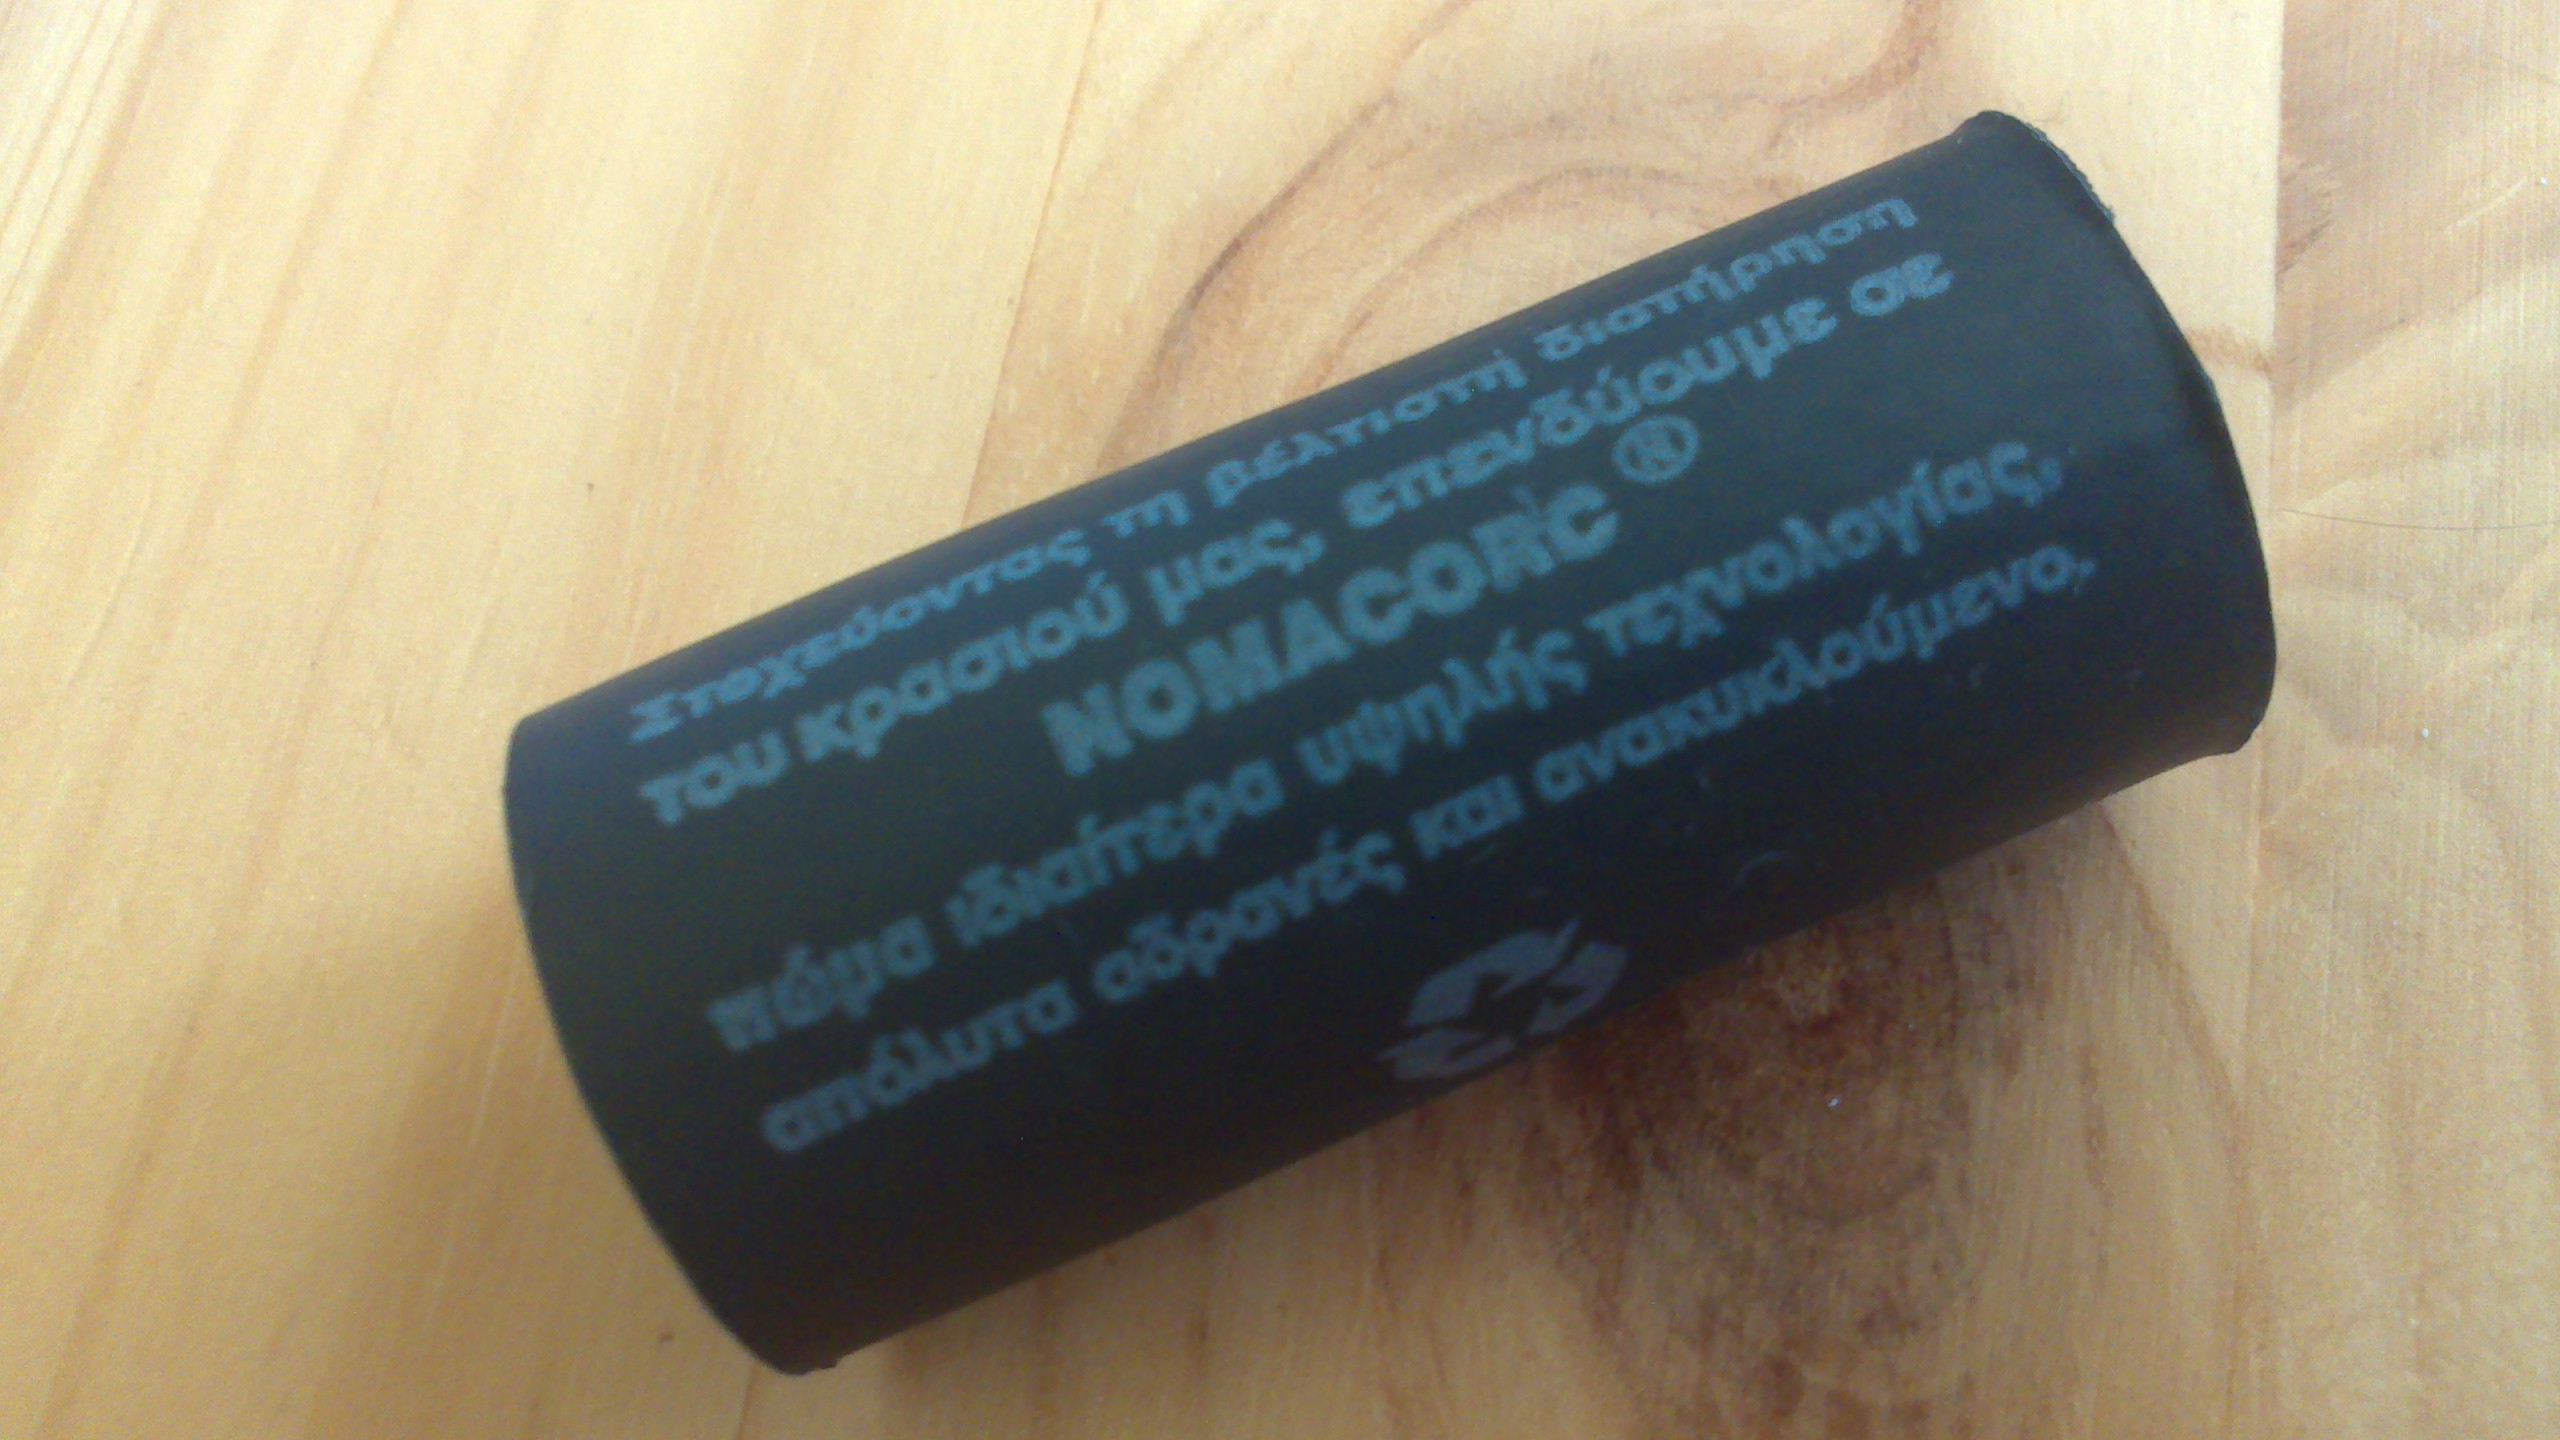 Στοχεύοντας τη βέλτιστη διατήρηση
του κρασιού μας, επενδύουμε σε
NOMACORC ®
πώμα ιδιαίτερα υψηλής τεχνολογίας,
απόλυτα αδρανές και ανακυκλούμενο.